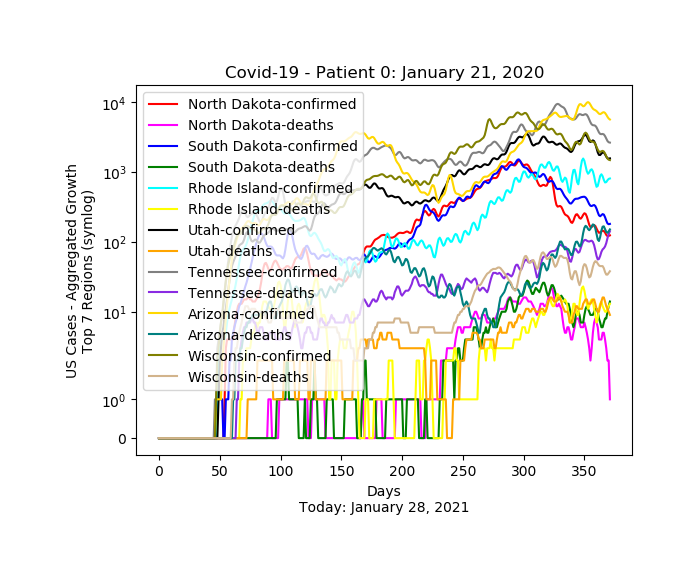 Covid-19 - Patient 0: January 21, 2020
US Cases - Aggregated Growth
Top 7 Regions (symlog)
10^4
10^3
10^2
10^1
10^0
0
North Dakota-confirmed
North Dakota-deaths
South Dakota-confirmed
South Dakota-deaths
Rhode Island-confirmed
Rhode Island-deaths
Utah-confirmed
Utah-deaths
Tennessee-confirmed
Tennessee-deaths
Arizona-confirmed
Arizona-deaths
Wisconsin-confirmed
Wisconsin-deaths
0 50 100 150 200 250 300 350
Days
Today: January 28, 2021